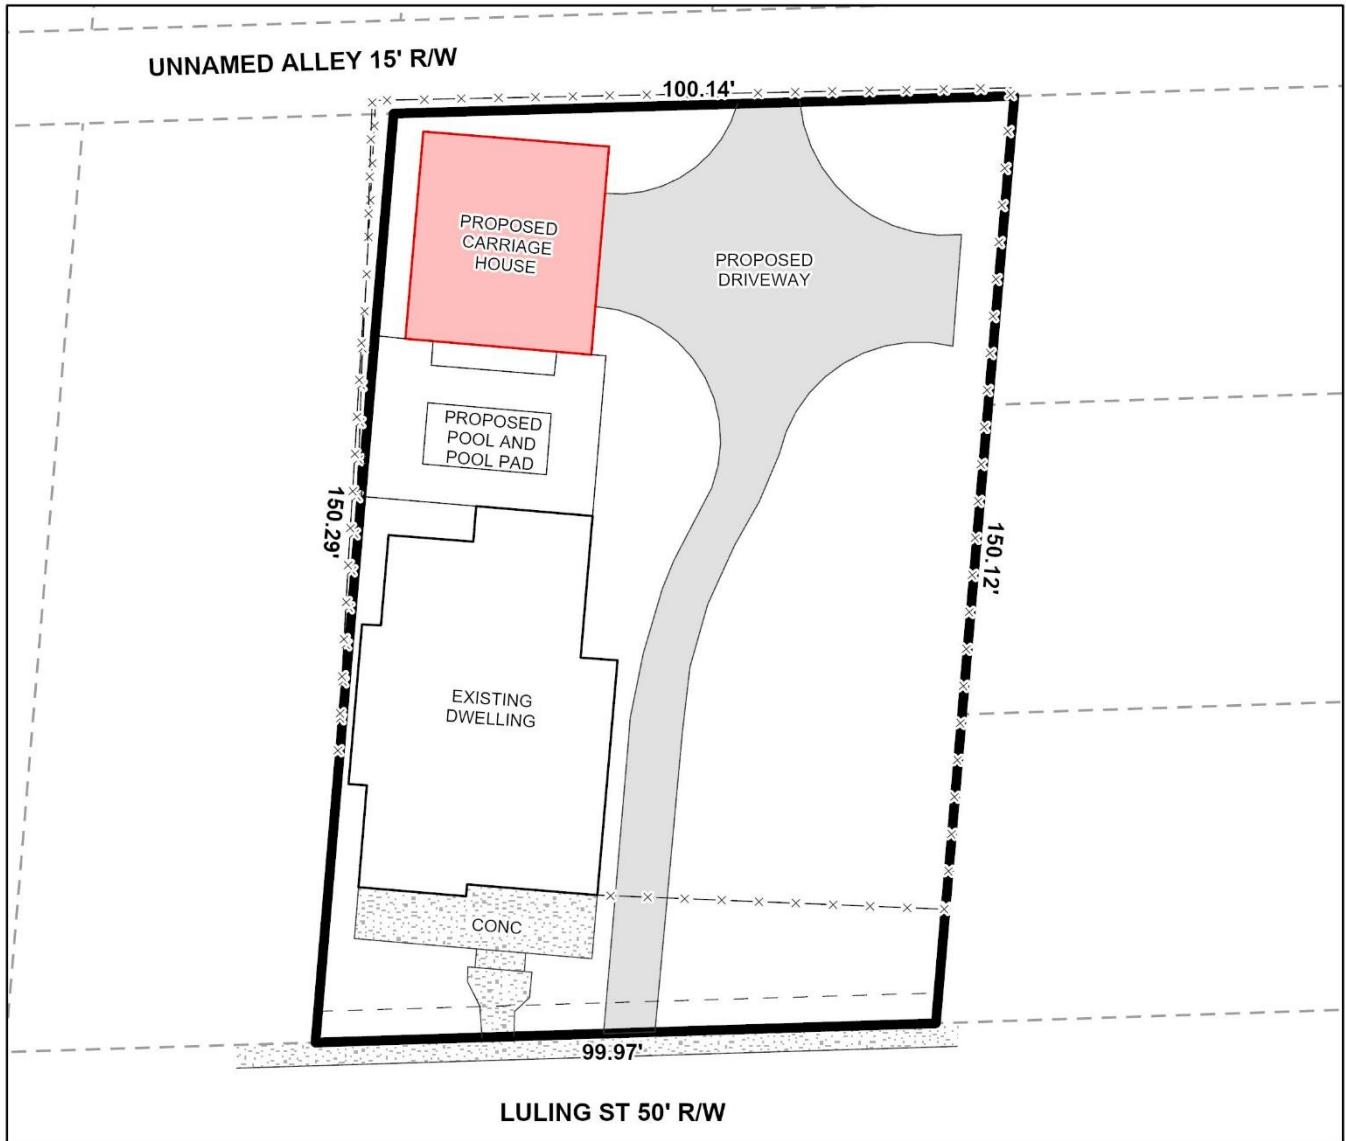 UNNAMED ALLEY 15' R/W
100.14'
PROPOSED
CARRIAGE
HOUSE
PROPOSED
DRIVEWAY
PROPOSED
POOL AND
POOL PAD
150.29'
150.12'
EXISTING
DWELLING
CONC
99.97'
LULING ST 50' R/W